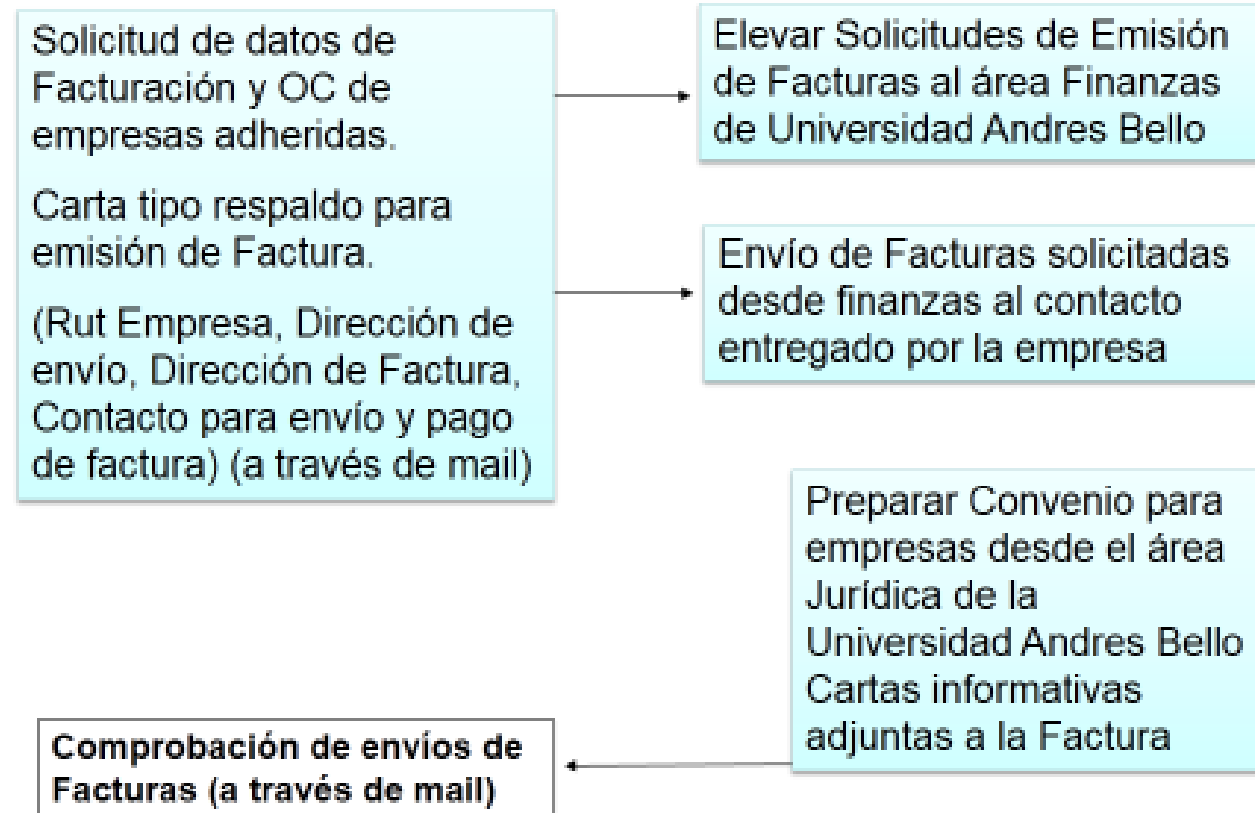 Solicitud de datos de
Facturación y OC de
empresas adheridas.
Carta tipo respaldo para
emisión de Factura.
(Rut Empresa, Dirección de
envío, Dirección de Factura,
Contacto para envío y pago
de factura) (a través de mail)
Elevar Solicitudes de Emisión
de Facturas al área Finanzas
de Universidad Andres Bello
Envío de Facturas solicitadas
desde finanzas al contacto
entregado por la empresa
Preparar Convenio para
empresas desde el área
Jurídica de la
Universidad Andres Bello
Cartas informativas
adjuntas a la Factura
Comprobación de envíos de
Facturas (a través de mail)